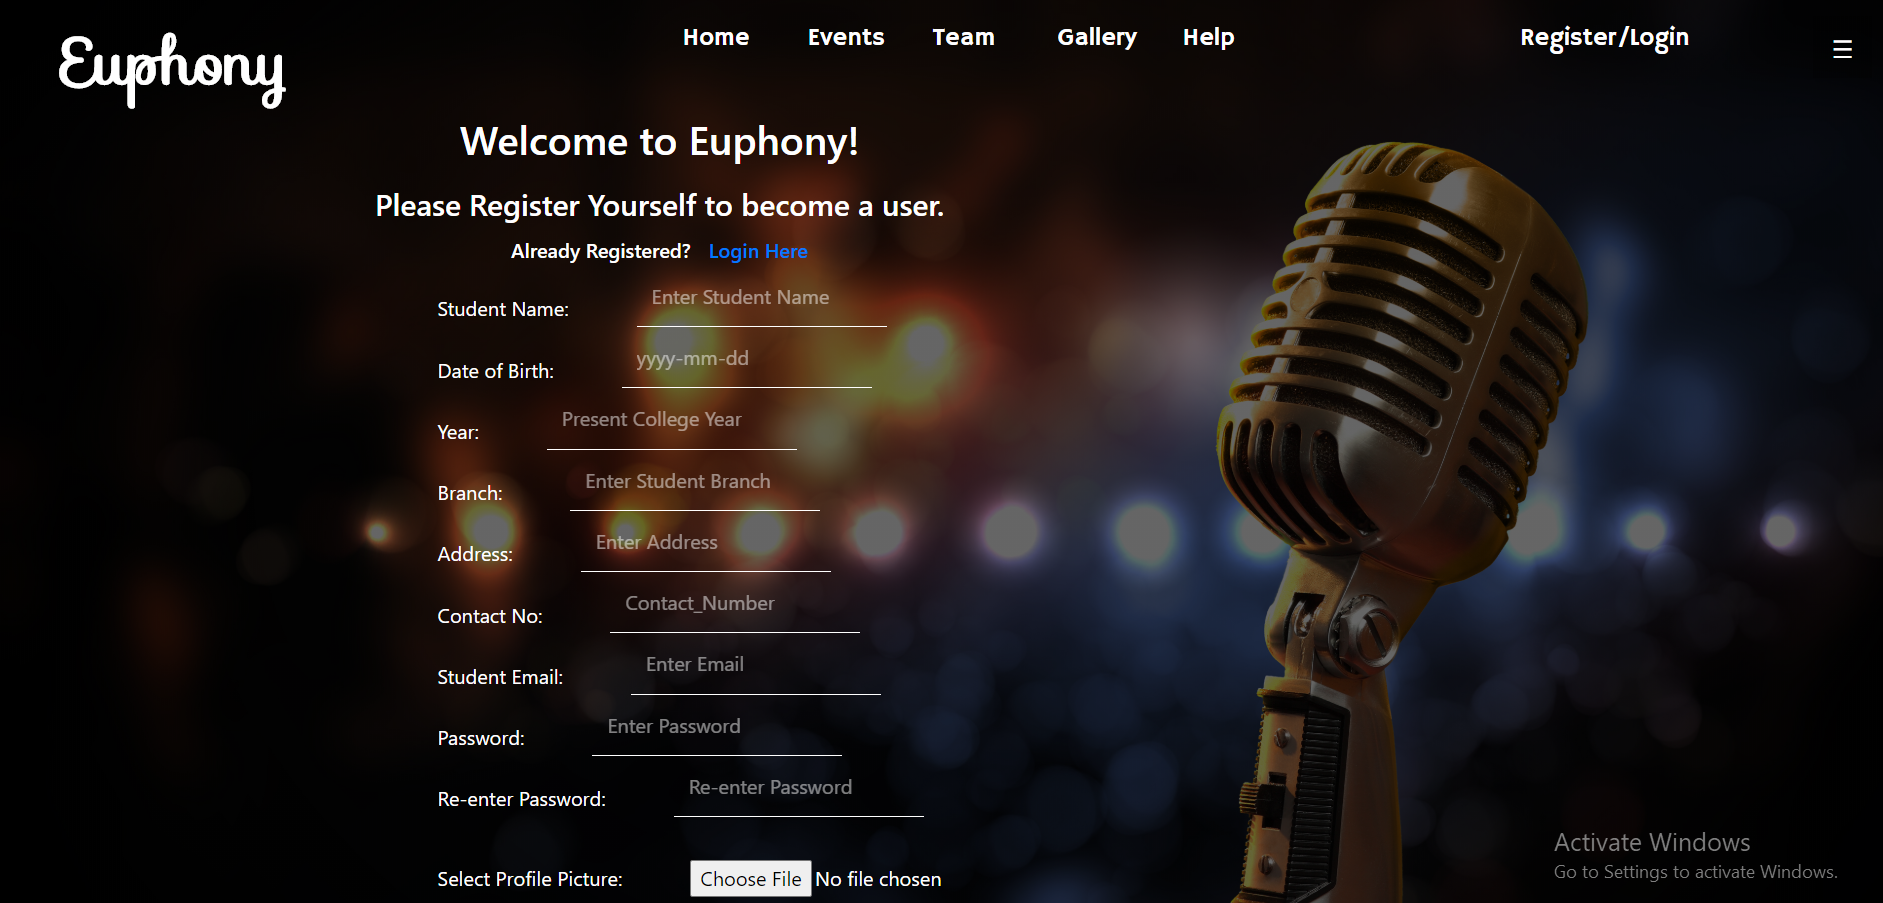 Euphony
Home Events Team Gallery Help Register/Login
☰
Welcome to Euphony!
Please Register Yourself to become a user.
Already Registered? Login Here
Student Name: Enter Student Name
Date of Birth: yyyy-mm-dd
Year: Present College Year
Branch: Enter Student Branch
Address: Enter Address
Contact No: Contact_Number
Student Email: Enter Email
Password: Enter Password
Re-enter Password: Re-enter Password
Select Profile Picture: Choose File No file chosen
Activate Windows
Go to Settings to activate Windows.